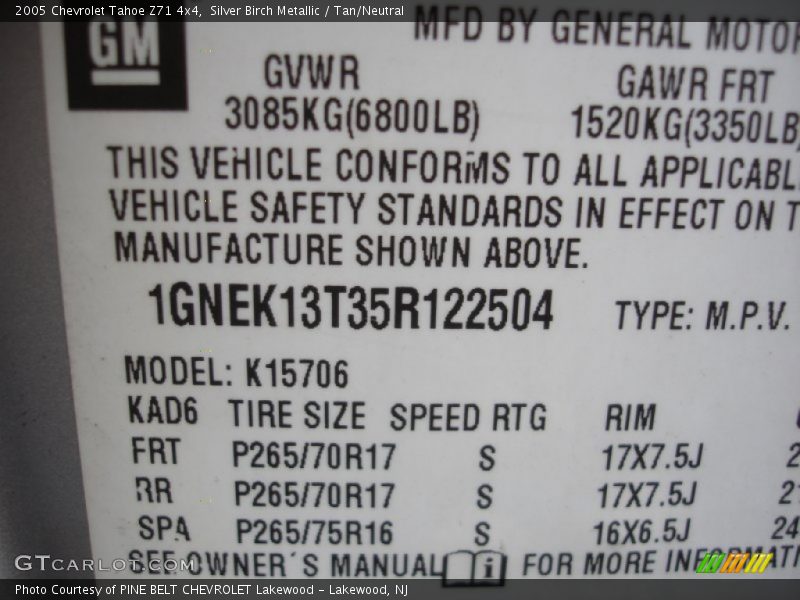 2005 Chevrolet Tahoe Z71 4x4, Silver Birch Metallic / Tan/Neutral
GM
MFD BY GENERAL MOTOR
GVWR GAWR FRT
3085KG(6800LB) 1520KG(3350LB)
THIS VEHICLE CONFORMS TO ALL APPLICABL
VEHICLE SAFETY STANDARDS IN EFFECT ON T
MANUFACTURE SHOWN ABOVE.
1GNEK13T35R122504 TYPE: M.P.V.
MODEL: K15706
KAD6 TIRE SIZE SPEED RTG RIM
FRT P265/70R17 S 17X7.5J 2
RR P265/70R17 S 17X7.5J 21
SPA P265/75R16 S 16X6.5J 24
SEE OWNER'S MANUAL i FOR MORE INFORMATI
GTCARLOT.COM
Photo Courtesy of PINE BELT CHEVROLET Lakewood - Lakewood, NJ